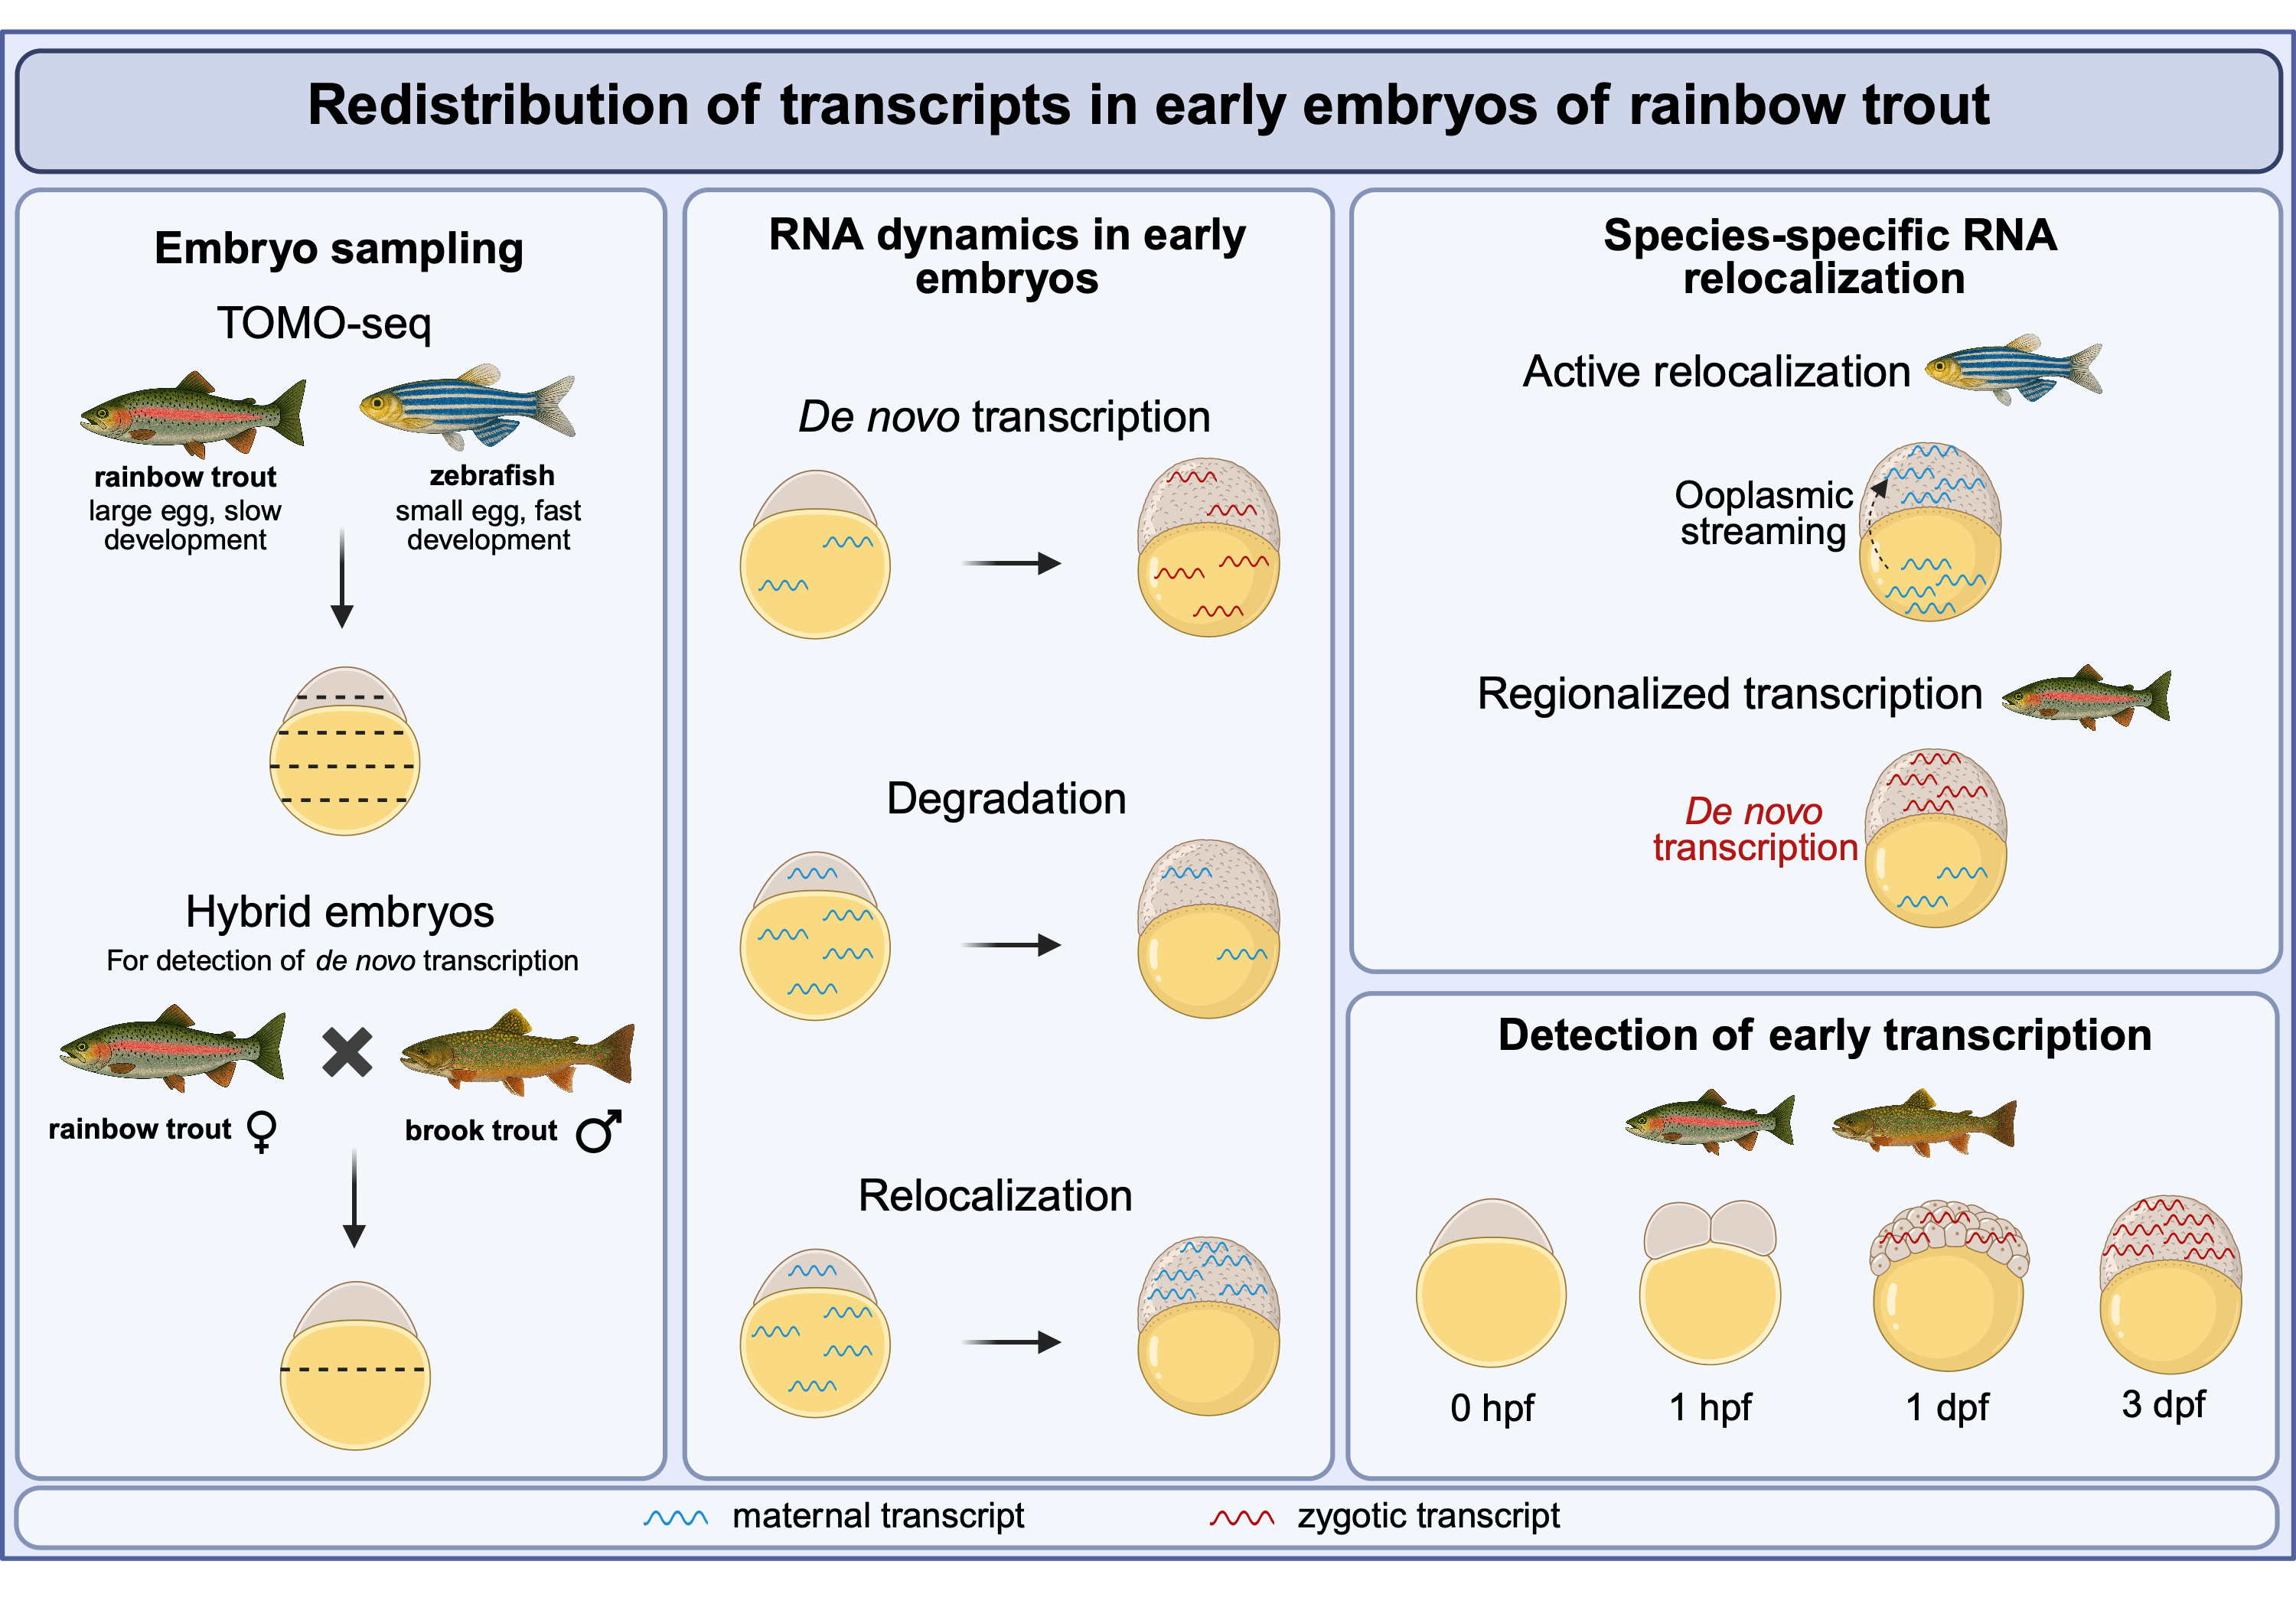 Redistribution of transcripts in early embryos of rainbow trout
Embryo sampling
TOMO-seq
rainbow trout
large egg, slow
development
zebrafish
small egg, fast
development
Hybrid embryos
For detection of de novo transcription
rainbow trout ♀
brook trout ♂
RNA dynamics in early
embryos
De novo transcription
Degradation
Relocalization
Species-specific RNA
relocalization
Active relocalization
Ooplasmic
streaming
Regionalized transcription
De novo
transcription
Detection of early transcription
0 hpf
1 hpf
1 dpf
3 dpf
maternal transcript
zygotic transcript